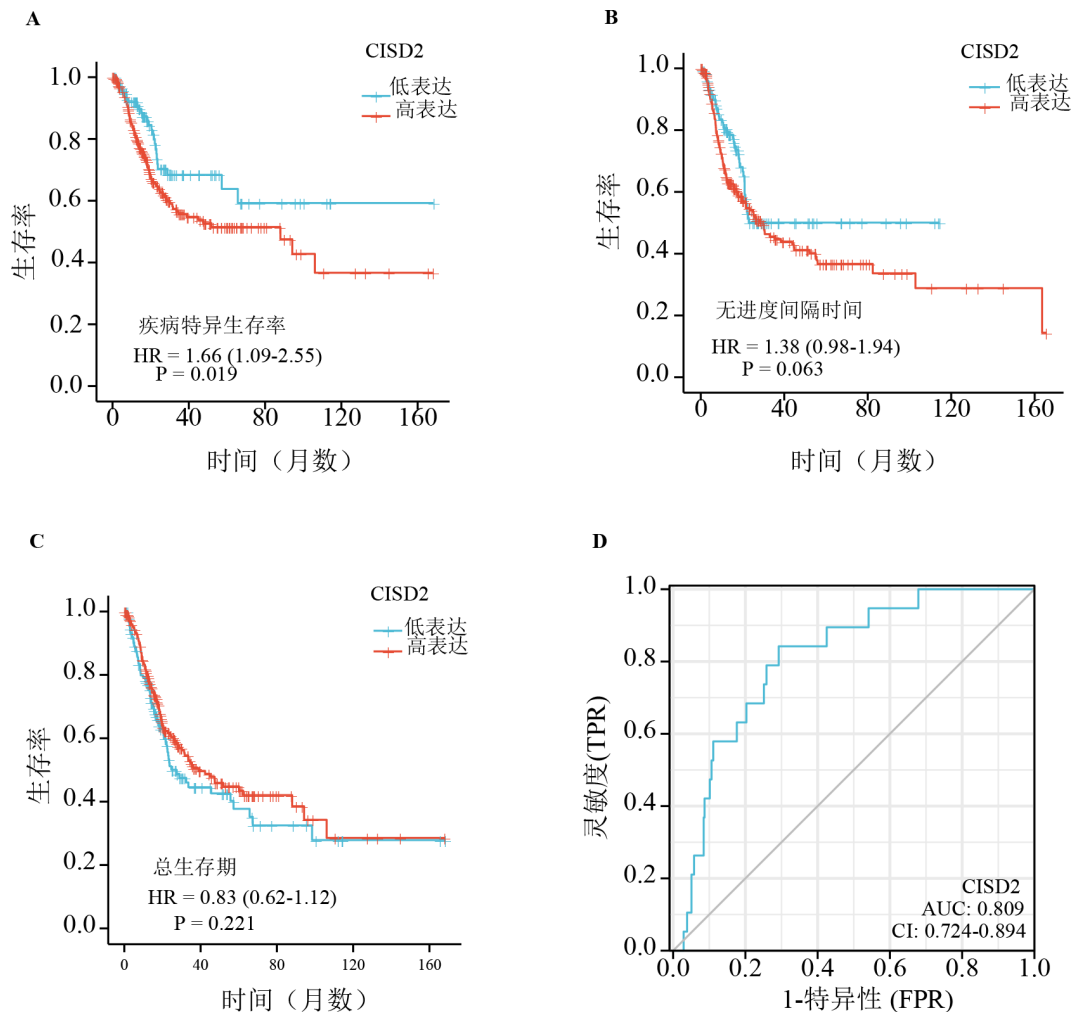 A
CISD2
低表达
高表达
1.0
0.8
0.6
0.4
0.2
0.0
生存率
疾病特异生存率
HR = 1.66 (1.09-2.55)
P = 0.019
0 40 80 120 160
时间（月数）
B
CISD2
低表达
高表达
1.0
0.8
0.6
0.4
0.2
0.0
生存率
无进度间隔时间
HR = 1.38 (0.98-1.94)
P = 0.063
0 40 80 120 160
时间（月数）
C
CISD2
低表达
高表达
1.0
0.8
0.6
0.4
0.2
0.0
生存率
总生存期
HR = 0.83 (0.62-1.12)
P = 0.221
0 40 80 120 160
时间（月数）
D
1.0
0.8
0.6
0.4
0.2
0.0
灵敏度(TPR)
CISD2
AUC: 0.809
CI: 0.724-0.894
0.0 0.2 0.4 0.6 0.8 1.0
1-特异性 (FPR)